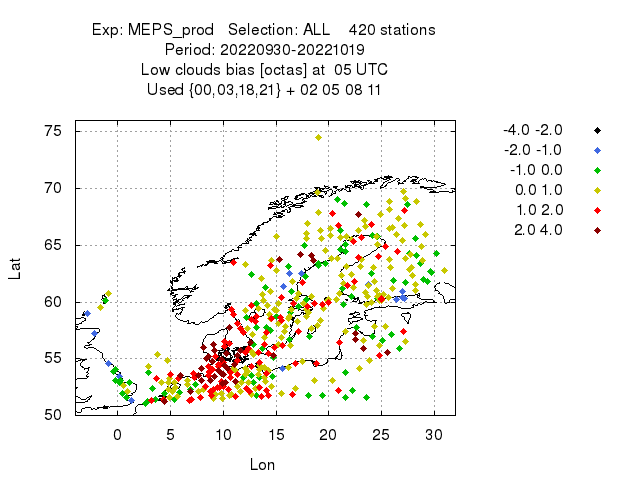 Exp: MEPS_prod   Selection: ALL    420 stations
Period: 20220930-20221019
Low clouds bias [octas] at  05 UTC
Used {00,03,18,21} + 02 05 08 11
75
70
65
60
55
50
Lat
0 5 10 15 20 25 30
Lon
-4.0 -2.0
-2.0 -1.0
-1.0 0.0
0.0 1.0
1.0 2.0
2.0 4.0